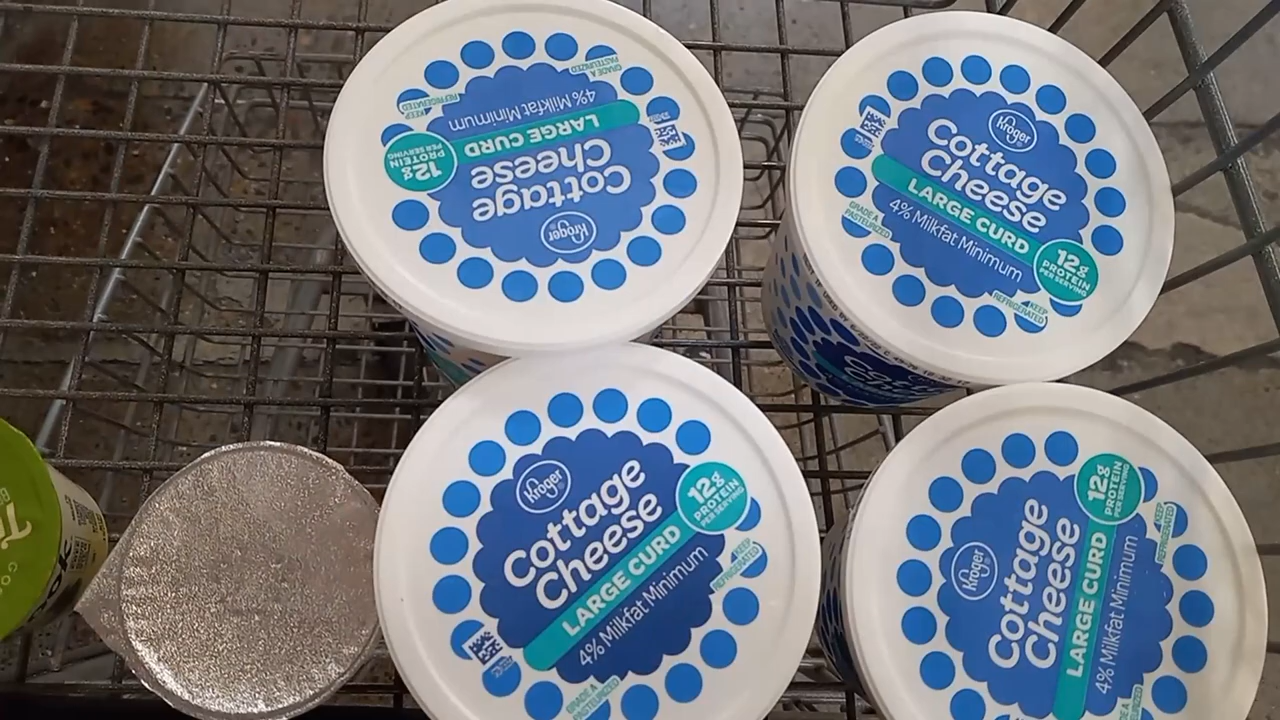 GRADE A
PASTEURIZED
KEEP
REFRIGERATED
4% Milkfat Minimum
LARGE CURD
12g
PROTEIN
PER SERVING
Cottage
Cheese
Kroger
Kroger
Cottage
Cheese
LARGE CURD
4% Milkfat Minimum
12g
PROTEIN
PER SERVING
GRADE A
PASTEURIZED
KEEP
REFRIGERATED
Kroger
Cottage
Cheese
LARGE CURD
4% Milkfat Minimum
12g
PROTEIN
PER SERVING
KEEP
REFRIGERATED
GRADE A
PASTEURIZED
Kroger
Cottage
Cheese
LARGE CURD
4% Milkfat Minimum
12g
PROTEIN
PER SERVING
KEEP
REFRIGERATED